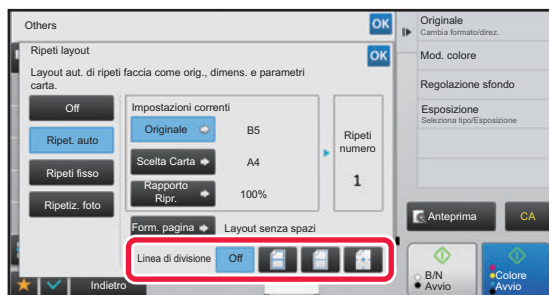 Others
OK
Ripeti layout
OK
Layout aut. di ripeti faccia come orig., dimens. e parametri
carta.
Off
Ripet. auto
Ripeti fisso
Ripetiz. foto
Impostazioni correnti
Originale
B5
Scelta Carta
A4
Rapporto
Ripr.
100%
Ripeti
numero
1
Form. pagina
Layout senza spazi
Linea di divisione
Off
Indietro
Originale
Cambia formato/direz.
Mod. colore
Regolazione sfondo
Esposizione
Seleziona tipo/Esposizione
Anteprima
CA
B/N
Avvio
Colore
Avvio